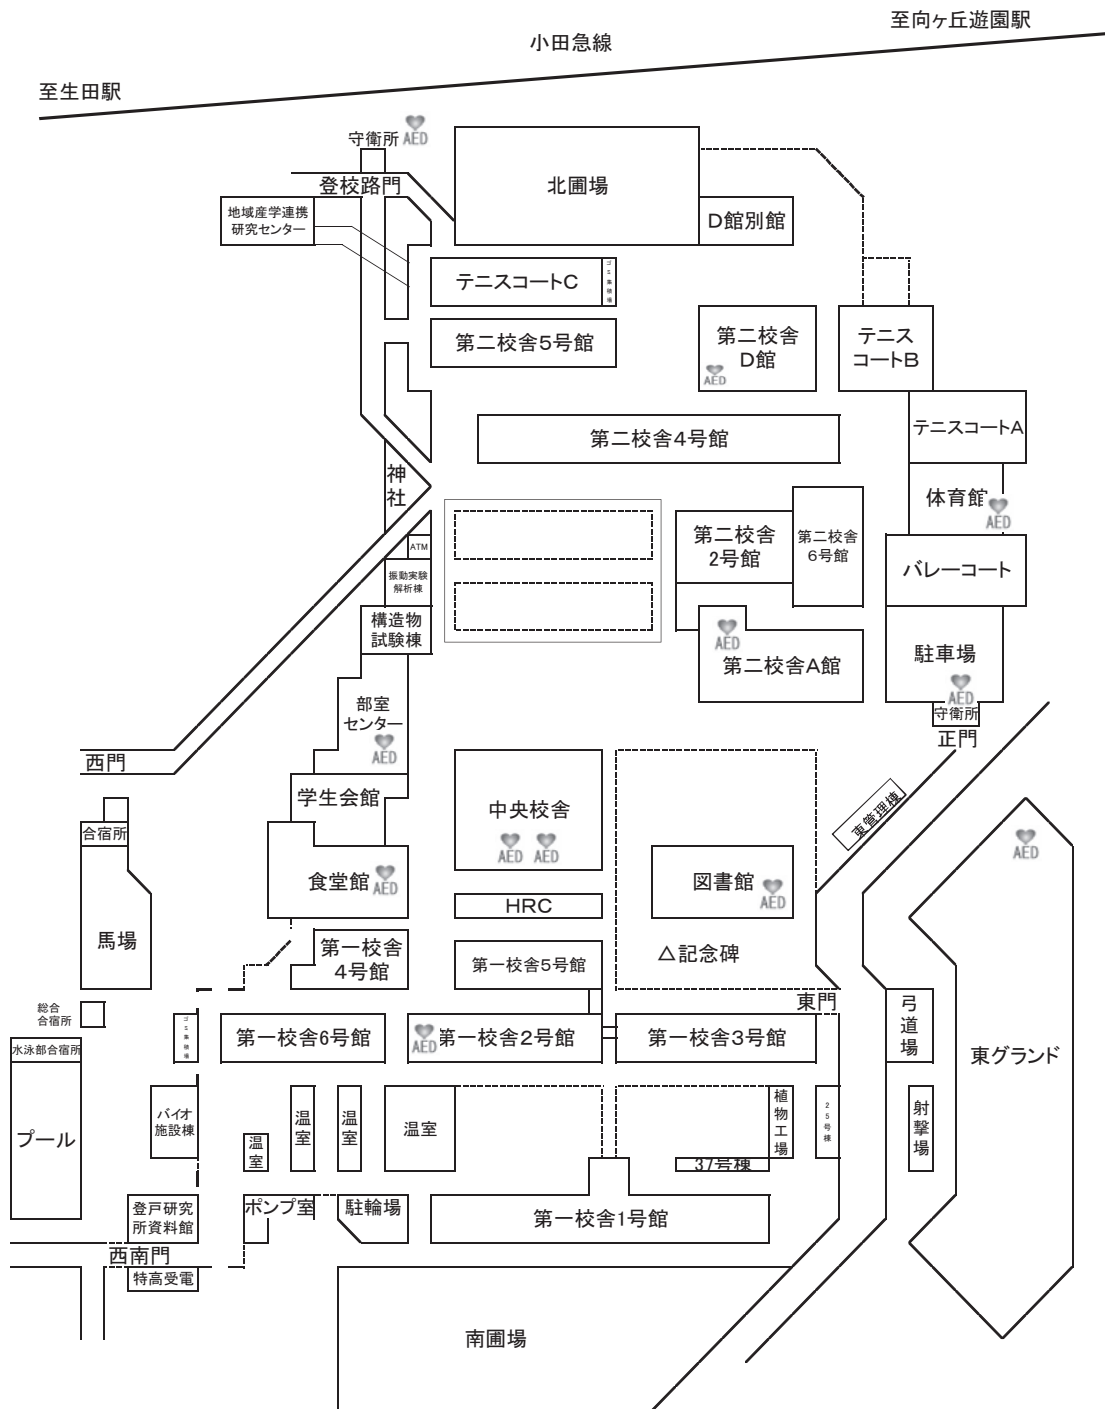 至向ヶ丘遊園駅
小田急線
至生田駅
守衛所 AED
登校路門
北圃場
地域産学連携
研究センター
D館別館
テニスコートC
ゴミ集積場
第二校舎5号館
第二校舎
D館
AED
テニス
コートB
第二校舎4号館
テニスコートA
神社
体育館
AED
ATM
第二校舎
2号館
第二校舎
6号館
バレーコート
振動実験
解析棟
構造物
試験棟
AED
第二校舎A館
駐車場
AED
守衛所
正門
部室
センター
AED
西門
学生会館
中央校舎
AED AED
東管理棟
合宿所
AED
食堂館 AED
図書館 AED
HRC
馬場
第一校舎
4号館
第一校舎5号館
△記念碑
総合
合宿所
東門
ゴミ集積場
第一校舎6号館
AED 第一校舎2号館
第一校舎3号館
弓道場
東グランド
水泳部合宿所
プール
バイオ
施設棟
温室
温室
温室
温室
植物工場
25号棟
射撃場
37号棟
登戸研究
所資料館
ポンプ室
駐輪場
第一校舎1号館
西南門
特高受電
南圃場